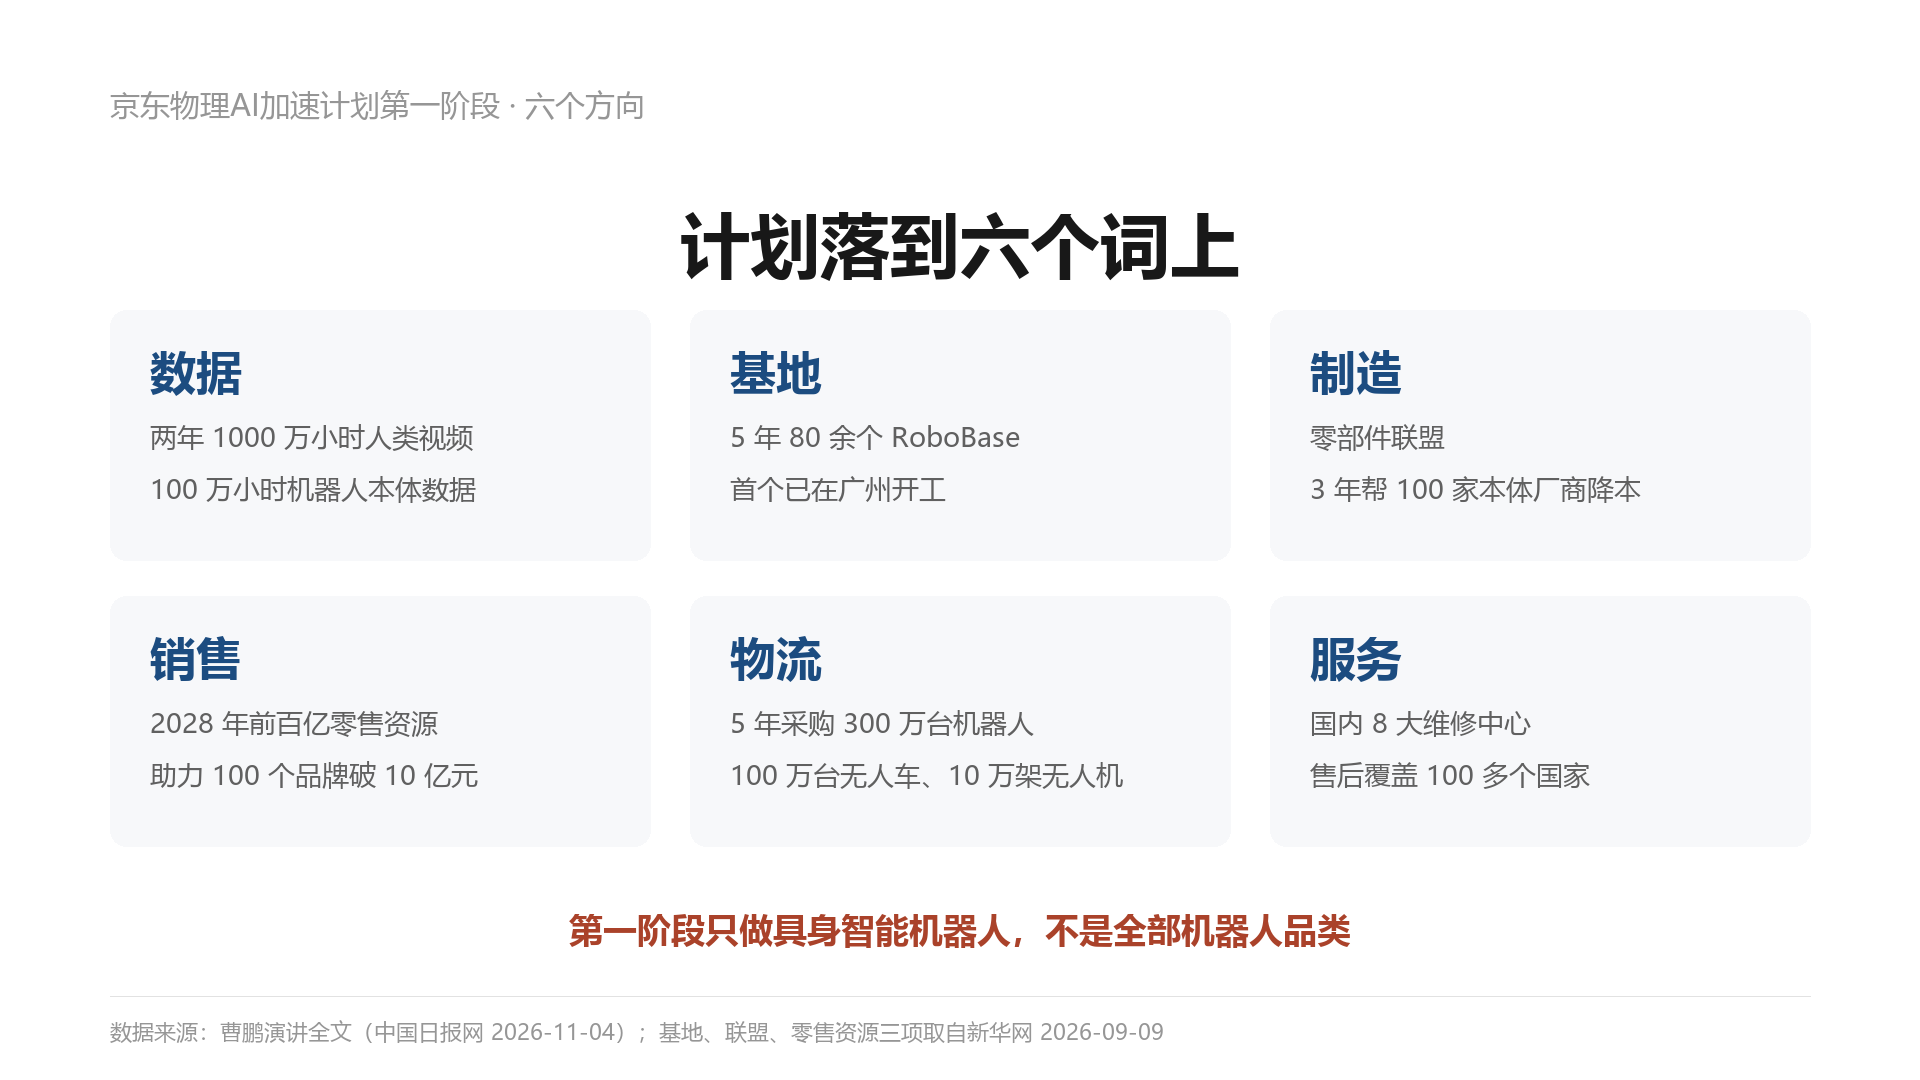 京东物理AI加速计划第一阶段 · 六个方向
计划落到六个词上
数据
两年 1000 万小时人类视频
100 万小时机器人本体数据
基地
5 年 80 余个 RoboBase
首个已在广州开工
制造
零部件联盟
3 年帮 100 家本体厂商降本
销售
2028 年前百亿零售资源
助力 100 个品牌破 10 亿元
物流
5 年采购 300 万台机器人
100 万台无人车、10 万架无人机
服务
国内 8 大维修中心
售后覆盖 100 多个国家
第一阶段只做具身智能机器人，不是全部机器人品类
数据来源：曹鹏演讲全文（中国日报网 2026-11-04）；基地、联盟、零售资源三项取自新华网 2026-09-09